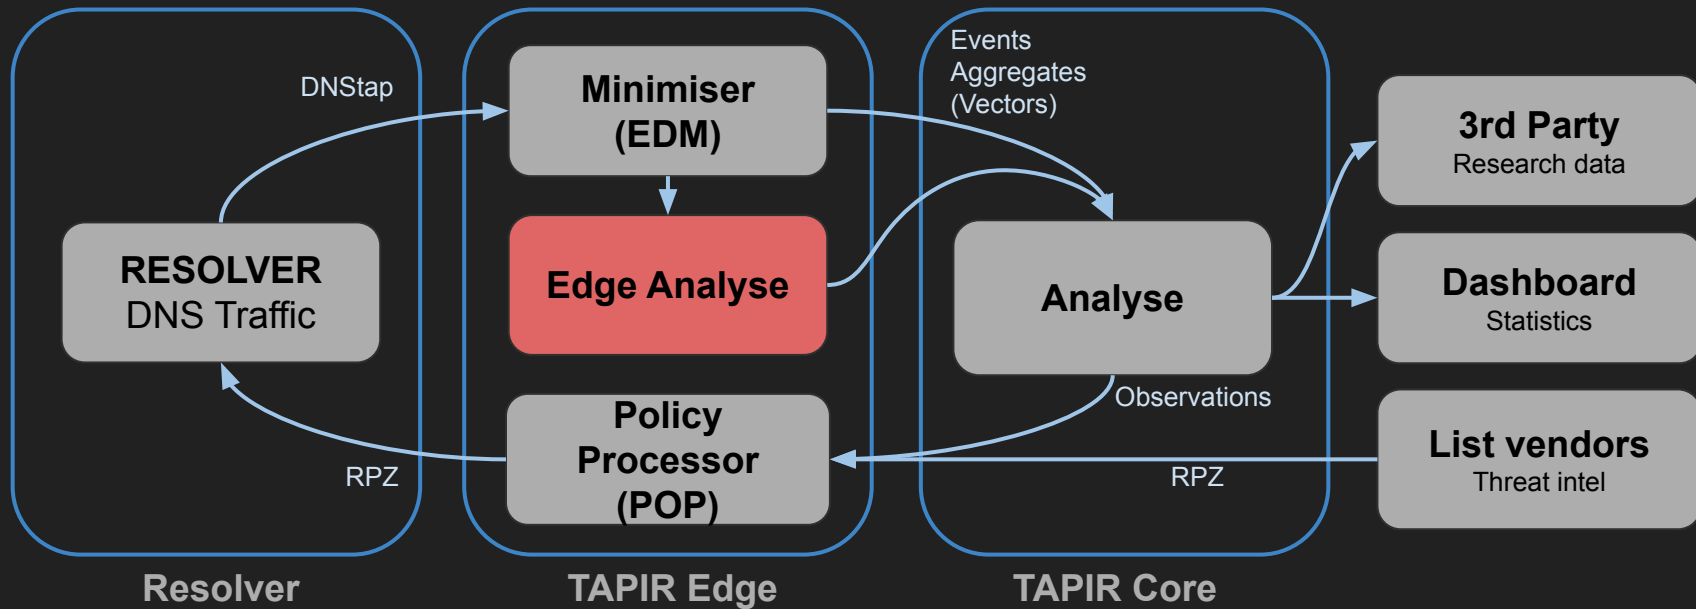 DNStap
Minimiser
(EDM)
Events
Aggregates
(Vectors)
3rd Party
Research data
RESOLVER
DNS Traffic
Edge Analyse
Analyse
Dashboard
Statistics
Observations
Policy
Processor
(POP)
RPZ
RPZ
List vendors
Threat intel
Resolver
TAPIR Edge
TAPIR Core